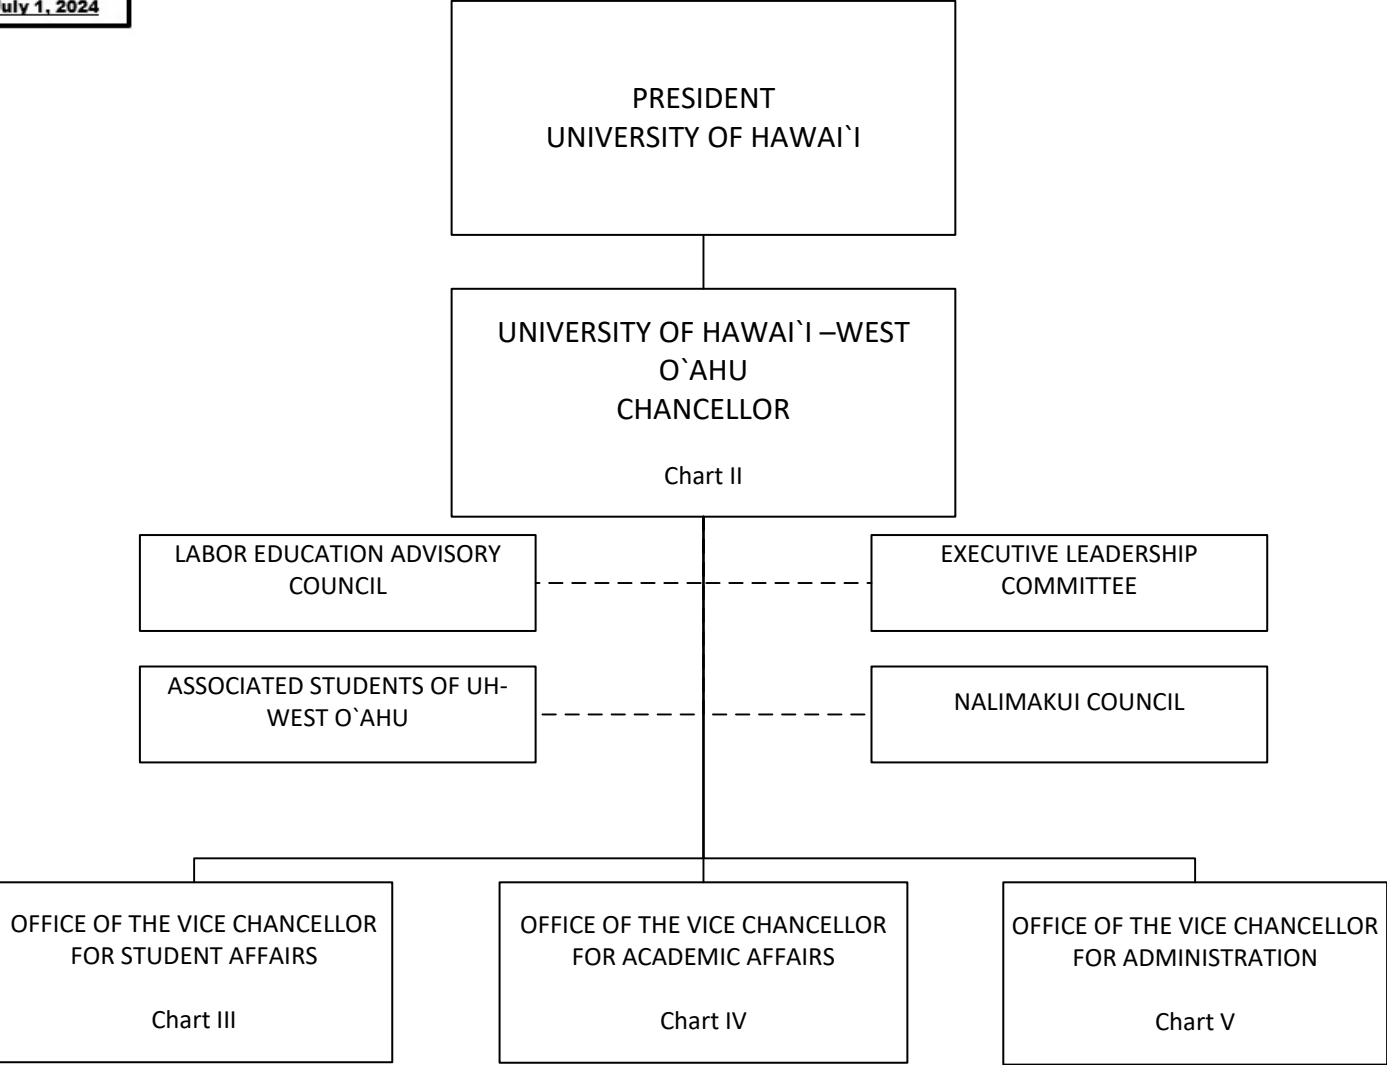 July 1, 2024
PRESIDENT
UNIVERSITY OF HAWAI`I
UNIVERSITY OF HAWAI`I –WEST
O`AHU
CHANCELLOR
Chart II
LABOR EDUCATION ADVISORY
COUNCIL
EXECUTIVE LEADERSHIP
COMMITTEE
ASSOCIATED STUDENTS OF UH-
WEST O`AHU
NALIMAKUI COUNCIL
OFFICE OF THE VICE CHANCELLOR
FOR STUDENT AFFAIRS
Chart III
OFFICE OF THE VICE CHANCELLOR
FOR ACADEMIC AFFAIRS
Chart IV
OFFICE OF THE VICE CHANCELLOR
FOR ADMINISTRATION
Chart V